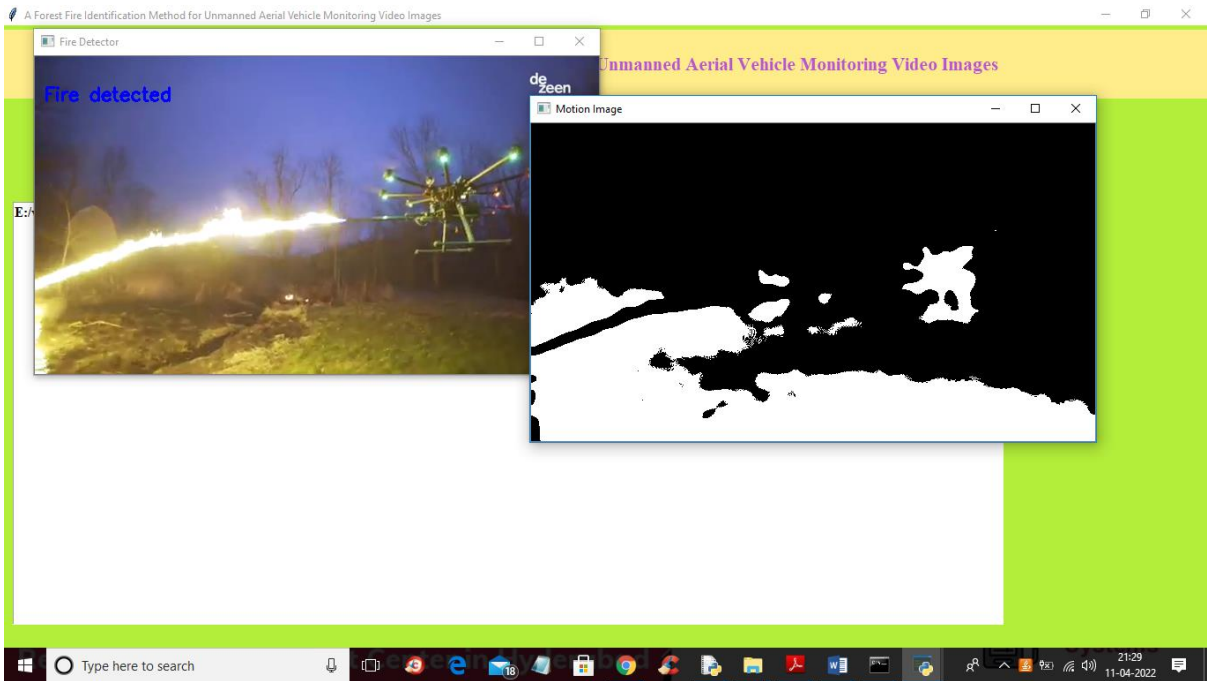 A Forest Fire Identification Method for Unmanned Aerial Vehicle Monitoring Video Images
Fire Detector
Unmanned Aerial Vehicle Monitoring Video Images
Fire detected
de
zeen
Motion Image
E:/
Type here to search
18
21:29
11-04-2022